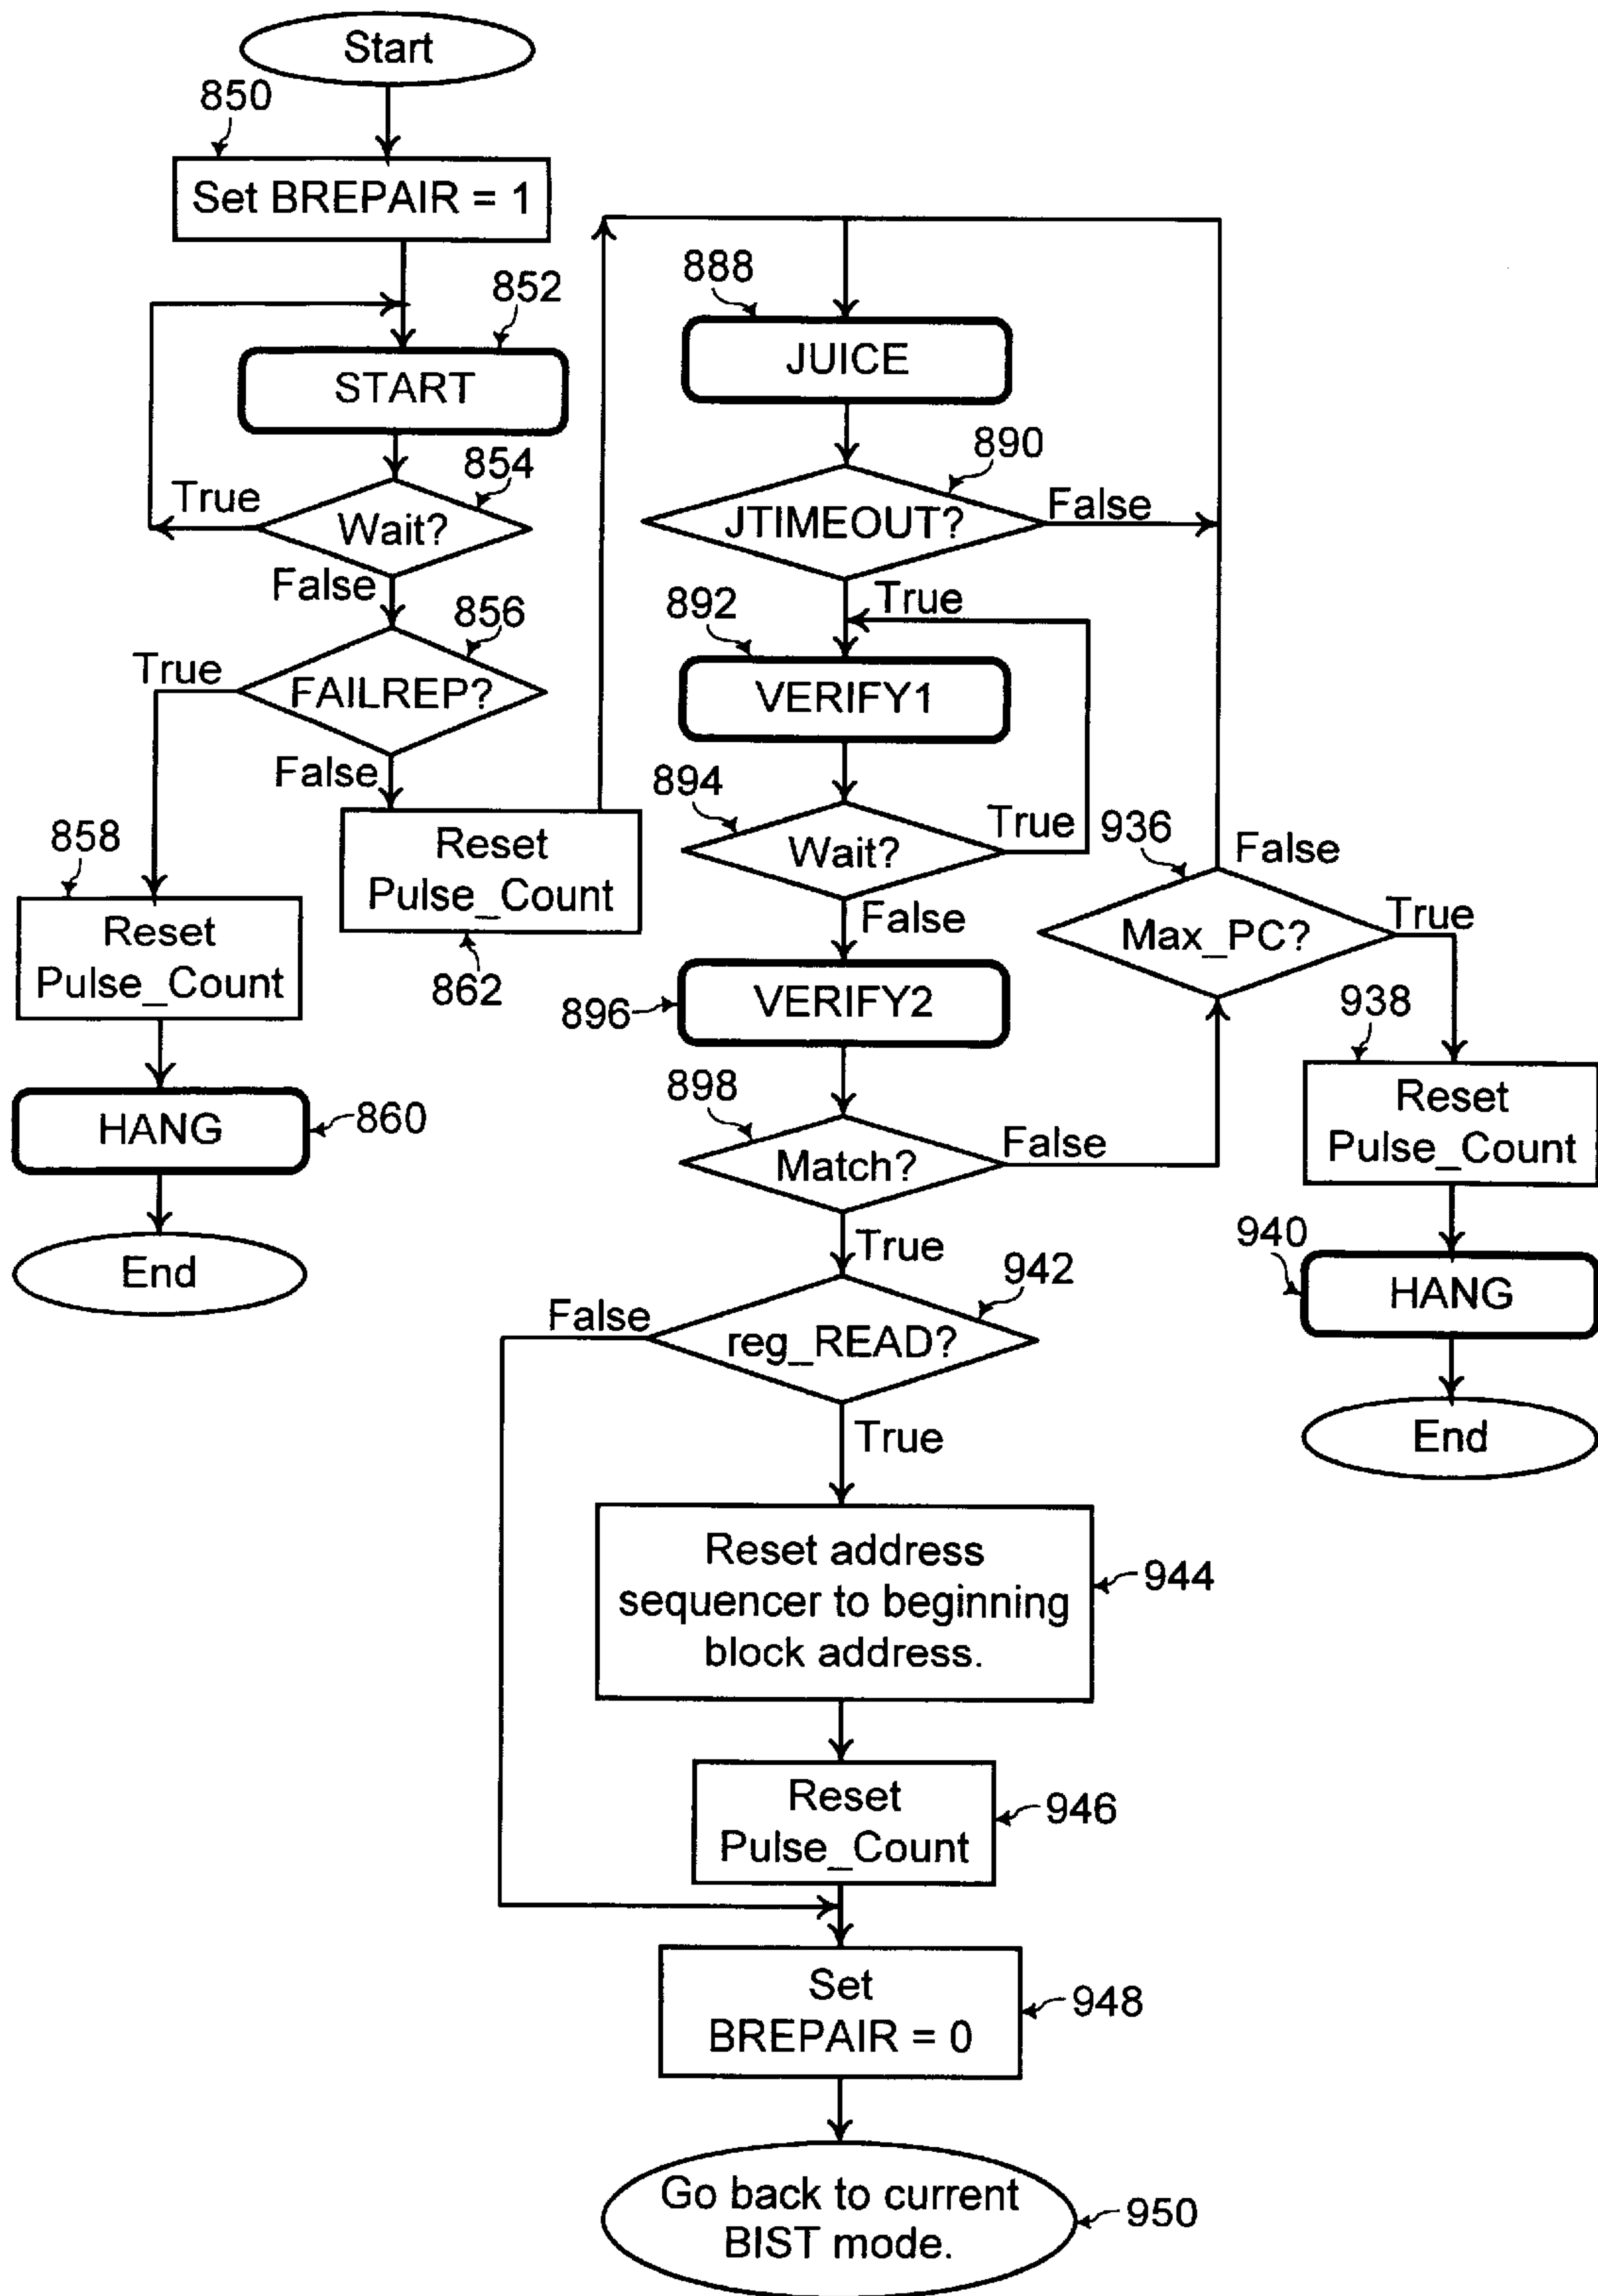 Start
850
Set BREPAIR = 1
852
START
854
True
Wait?
False
856
True
FAILREP?
False
858
Reset
Pulse_Count
862
Reset
Pulse_Count
HANG
860
End
888
JUICE
890
JTIMEOUT?
False
True
892
VERIFY1
894
Wait?
True
False
896
VERIFY2
898
Match?
False
True
936
Max_PC?
False
True
938
Reset
Pulse_Count
940
HANG
End
942
False
reg_READ?
True
Reset address
sequencer to beginning
block address.
944
Reset
Pulse_Count
946
Set
BREPAIR = 0
948
Go back to current
BIST mode.
950